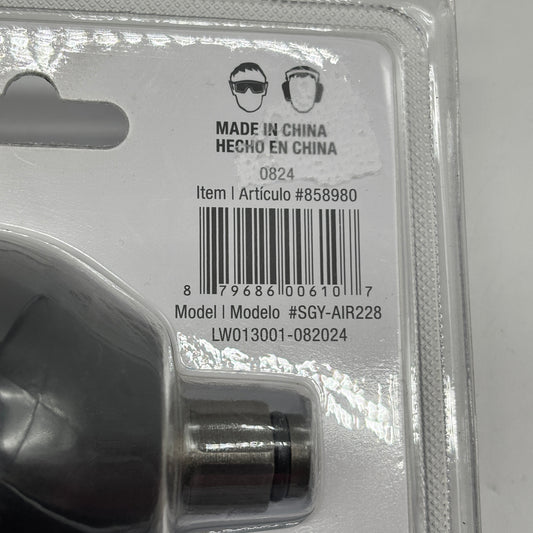 MADE IN CHINA
HECHO EN CHINA
0824
Item | Artículo #858980
8 79686 00610 7
Model | Modelo #SGY-AIR228
LW013001-082024